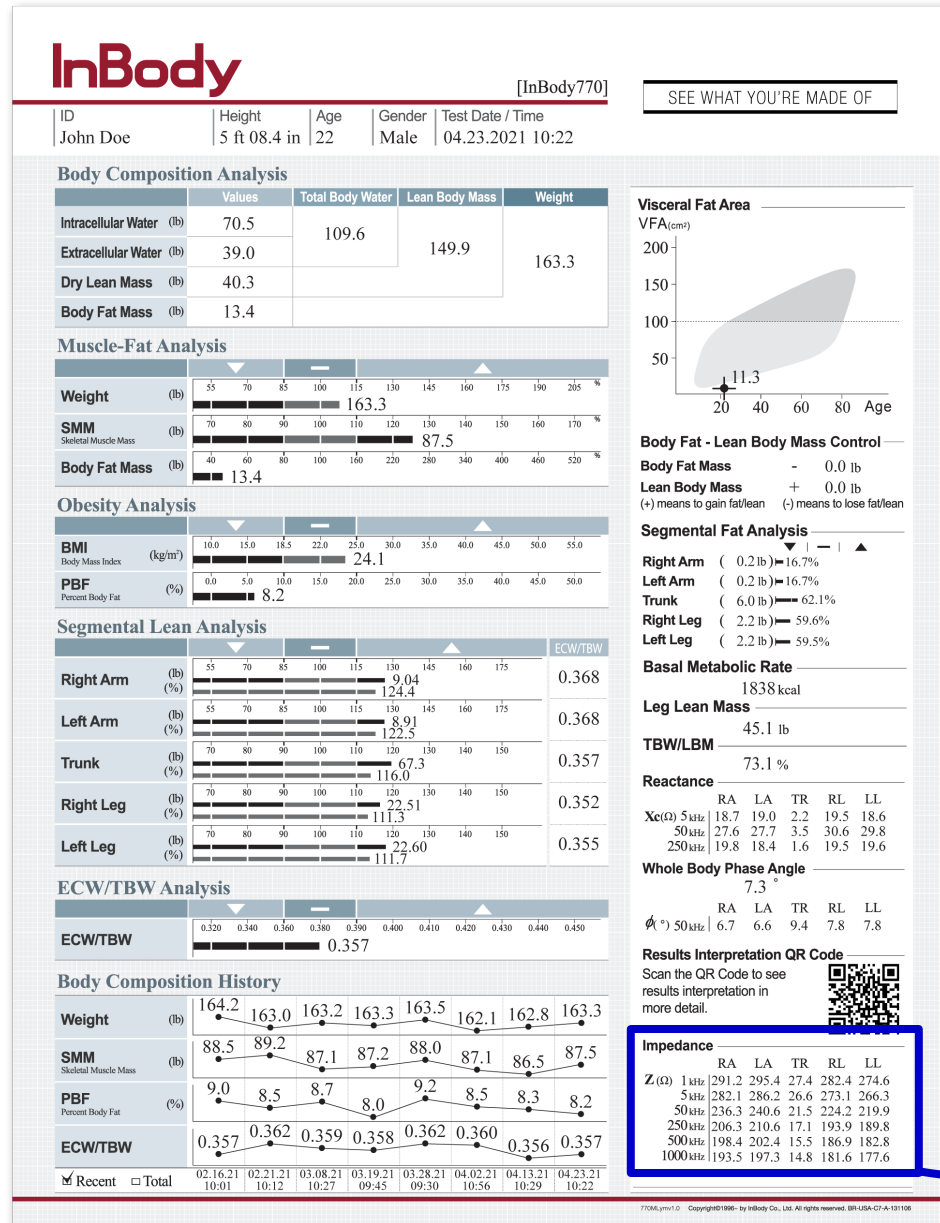 InBody
[InBody770]
SEE WHAT YOU'RE MADE OF
ID Height Age Gender Test Date / Time
John Doe 5 ft 08.4 in 22 Male 04.23.2021 10:22
Body Composition Analysis
Values Total Body Water Lean Body Mass Weight
Intracellular Water (lb) 70.5 109.6 149.9 163.3
Extracellular Water (lb) 39.0
Dry Lean Mass (lb) 40.3
Body Fat Mass (lb) 13.4
Muscle-Fat Analysis
55 70 85 100 115 130 145 160 175 190 205 %
Weight (lb) 163.3
70 80 90 100 110 120 130 140 150 160 170 %
SMM (lb) 87.5
Skeletal Muscle Mass
40 60 80 100 160 220 280 340 400 460 520 %
Body Fat Mass (lb) 13.4
Obesity Analysis
10.0 15.0 18.5 22.0 25.0 30.0 35.0 40.0 45.0 50.0 55.0
BMI (kg/m²) 24.1
Body Mass Index
0.0 5.0 10.0 15.0 20.0 25.0 30.0 35.0 40.0 45.0 50.0
PBF (%) 8.2
Percent Body Fat
Segmental Lean Analysis
ECW/TBW
55 70 85 100 115 130 145 160 175
Right Arm (lb) 9.04 0.368
(%) 124.4
55 70 85 100 115 130 145 160 175
Left Arm (lb) 8.91 0.368
(%) 122.5
70 80 90 100 110 120 130 140 150
Trunk (lb) 67.3 0.357
(%) 116.0
70 80 90 100 110 120 130 140 150
Right Leg (lb) 22.51 0.352
(%) 111.3
70 80 90 100 110 120 130 140 150
Left Leg (lb) 22.60 0.355
(%) 111.7
ECW/TBW Analysis
0.320 0.340 0.360 0.380 0.390 0.400 0.410 0.420 0.430 0.440 0.450
ECW/TBW 0.357
Body Composition History
Weight (lb) 164.2 163.0 163.2 163.3 163.5 162.1 162.8 163.3
SMM (lb) 88.5 89.2 87.1 87.2 88.0 87.1 86.5 87.5
Skeletal Muscle Mass
PBF (%) 9.0 8.5 8.7 8.0 9.2 8.5 8.3 8.2
Percent Body Fat
ECW/TBW 0.357 0.362 0.359 0.358 0.362 0.360 0.356 0.357
Recent Total 02.16.21 02.21.21 03.08.21 03.19.21 03.28.21 04.02.21 04.13.21 04.23.21
10:01 10:12 10:27 09:45 09:30 10:56 10:29 10:22
Visceral Fat Area
VFA(cm²)
200
150
100
50
11.3
20 40 60 80 Age
Body Fat - Lean Body Mass Control
Body Fat Mass - 0.0 lb
Lean Body Mass + 0.0 lb
(+) means to gain fat/lean (-) means to lose fat/lean
Segmental Fat Analysis
Right Arm ( 0.2 lb ) 16.7%
Left Arm ( 0.2 lb ) 16.7%
Trunk ( 6.0 lb ) 62.1%
Right Leg ( 2.2 lb ) 59.6%
Left Leg ( 2.2 lb ) 59.5%
Basal Metabolic Rate
1838 kcal
Leg Lean Mass
45.1 lb
TBW/LBM
73.1 %
Reactance
RA LA TR RL LL
Xc(Ω) 5 kHz 18.7 19.0 2.2 19.5 18.6
50 kHz 27.6 27.7 3.5 30.6 29.8
250 kHz 19.8 18.4 1.6 19.5 19.6
Whole Body Phase Angle
7.3 °
RA LA TR RL LL
ϕ(°) 50 kHz 6.7 6.6 9.4 7.8 7.8
Results Interpretation QR Code
Scan the QR Code to see
results interpretation in
more detail.
Impedance
RA LA TR RL LL
Z(Ω) 1 kHz 291.2 295.4 27.4 282.4 274.6
5 kHz 282.1 286.2 26.6 273.1 266.3
50 kHz 236.3 240.6 21.5 224.2 219.9
250 kHz 206.3 210.6 17.1 193.9 189.8
500 kHz 198.4 202.4 15.5 186.9 182.8
1000 kHz 193.5 197.3 14.8 181.6 177.6
770MLymv1.0 Copyright©1996~ by InBody Co., Ltd. All rights reserved. BR-USA-C7-A-131106